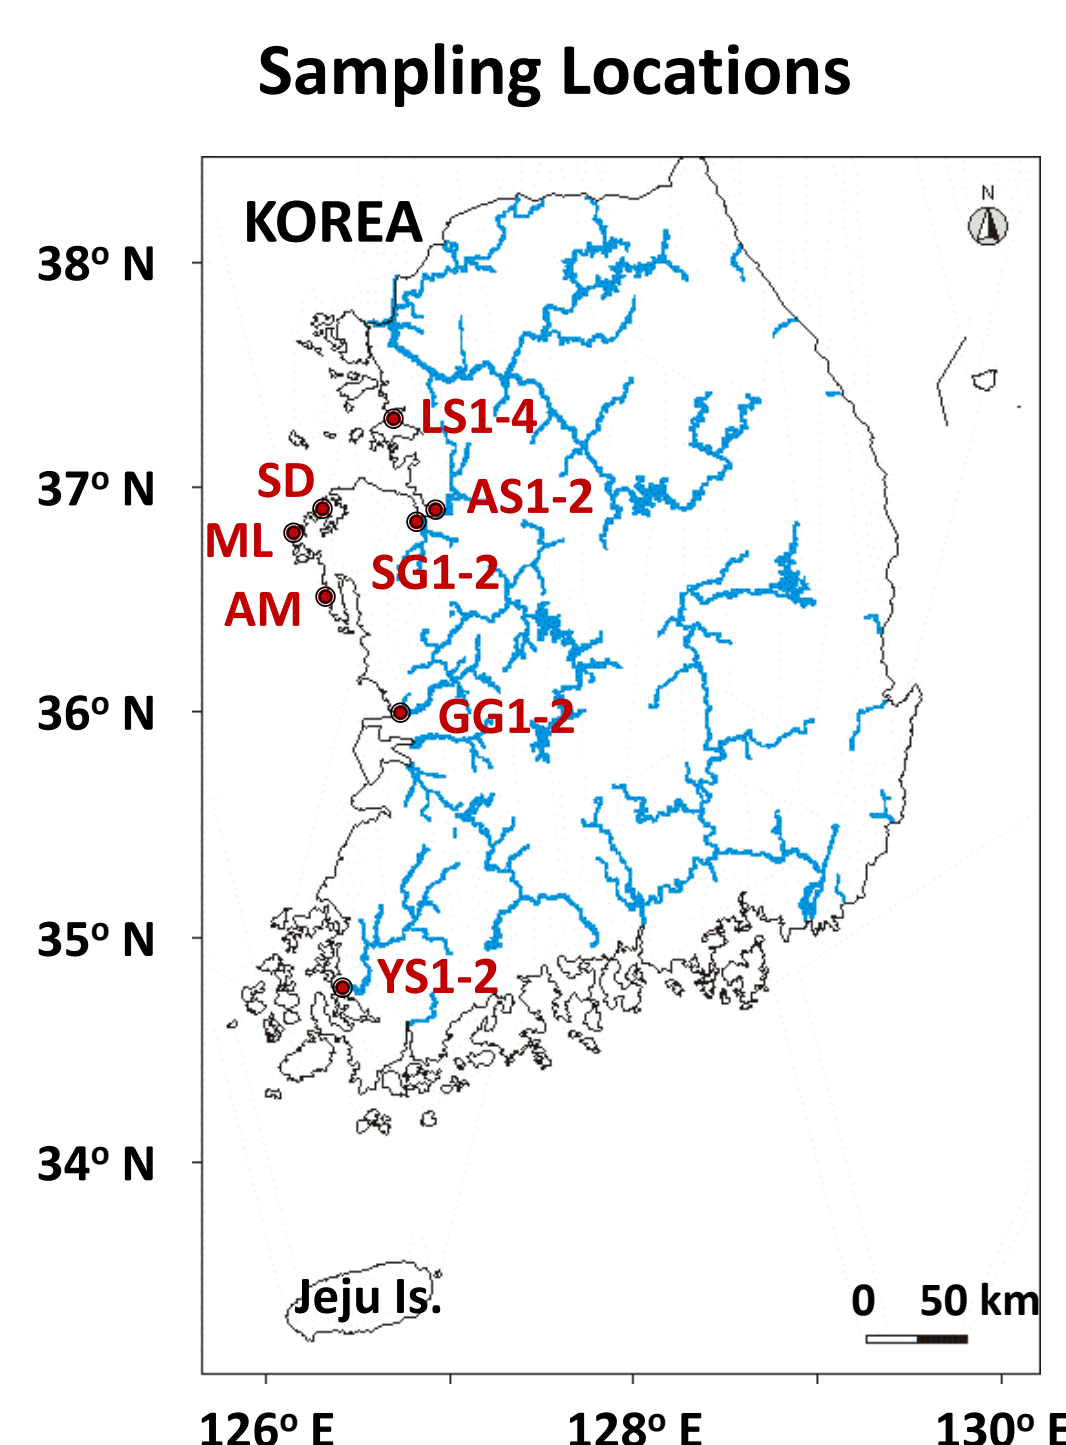 Sampling Locations
N
KOREA
38º N
LS1-4
37º N
SD
AS1-2
ML
SG1-2
AM
36º N
GG1-2
35º N
YS1-2
34º N
Jeju Is.
0 50 km
126º E 128º E 130º E